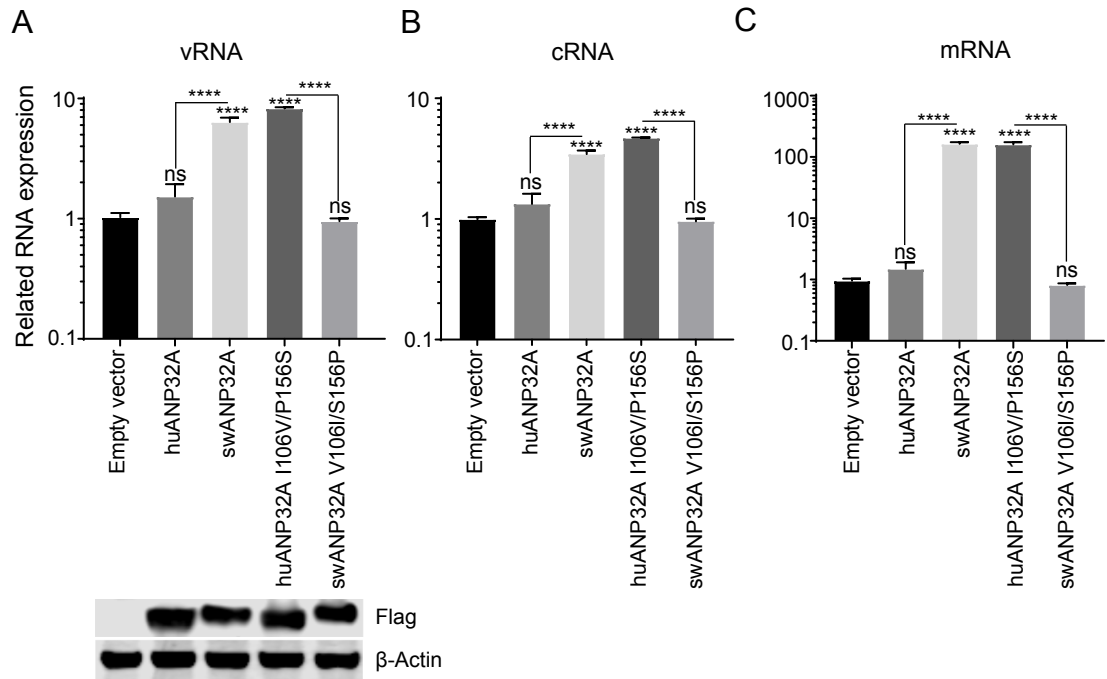 A
vRNA
Related RNA expression
10
1
0.1
ns
****
****
****
****
ns
Empty vector
huANP32A
swANP32A
huANP32A I106V/P156S
swANP32A V106I/S156P
Flag
β-Actin
B
cRNA
10
1
0.1
ns
****
****
****
****
ns
Empty vector
huANP32A
swANP32A
huANP32A I106V/P156S
swANP32A V106I/S156P
C
mRNA
1000
100
10
1
0.1
ns
****
****
****
****
ns
Empty vector
huANP32A
swANP32A
huANP32A I106V/P156S
swANP32A V106I/S156P